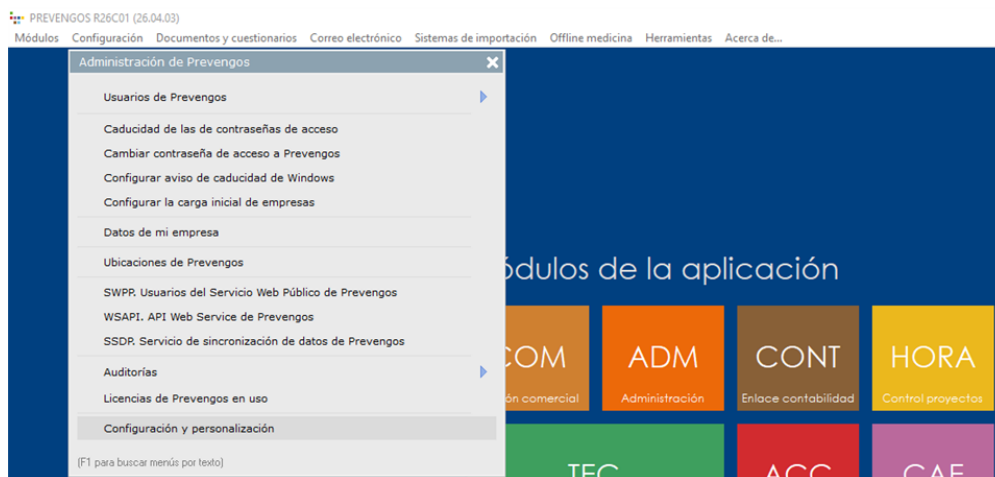 PREVENGOS R26C01 (26.04.03)
Módulos Configuración Documentos y cuestionarios Correo electrónico Sistemas de importación Offline medicina Herramientas Acerca de...
Administración de Prevengos
Usuarios de Prevengos
Caducidad de las de contraseñas de acceso
Cambiar contraseña de acceso a Prevengos
Configurar aviso de caducidad de Windows
Configurar la carga inicial de empresas
Datos de mi empresa
Ubicaciones de Prevengos
SWPP. Usuarios del Servicio Web Público de Prevengos
WSAPI. API Web Service de Prevengos
SSDP. Servicio de sincronización de datos de Prevengos
Auditorías
Licencias de Prevengos en uso
Configuración y personalización
(F1 para buscar menús por texto)
ódulos de la aplicación
COM
ón comercial
ADM
Administración
CONT
Enlace contabilidad
HORA
Control proyectos
TEC
ACC
CAE